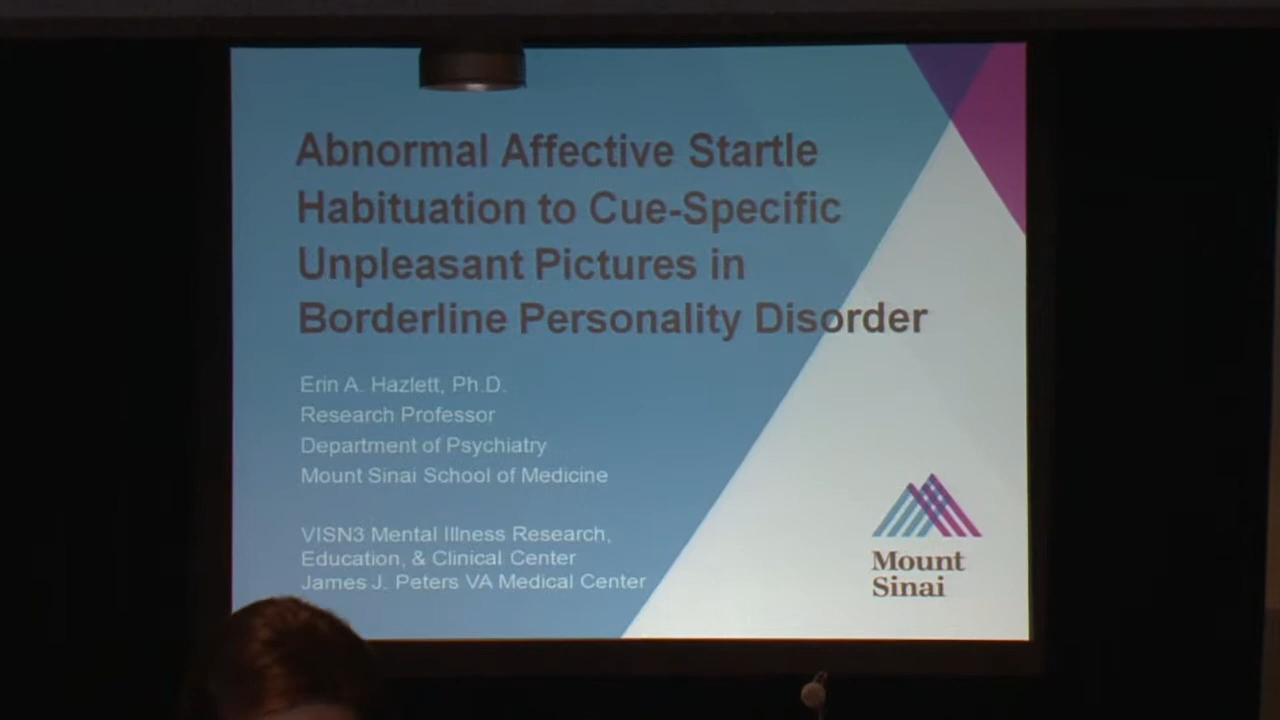 Abnormal Affective Startle
Habituation to Cue-Specific
Unpleasant Pictures in
Borderline Personality Disorder
Erin A. Hazlett, Ph.D.
Research Professor
Department of Psychiatry
Mount Sinai School of Medicine
VISN3 Mental Illness Research,
Education, & Clinical Center
James J. Peters VA Medical Center
Mount
Sinai